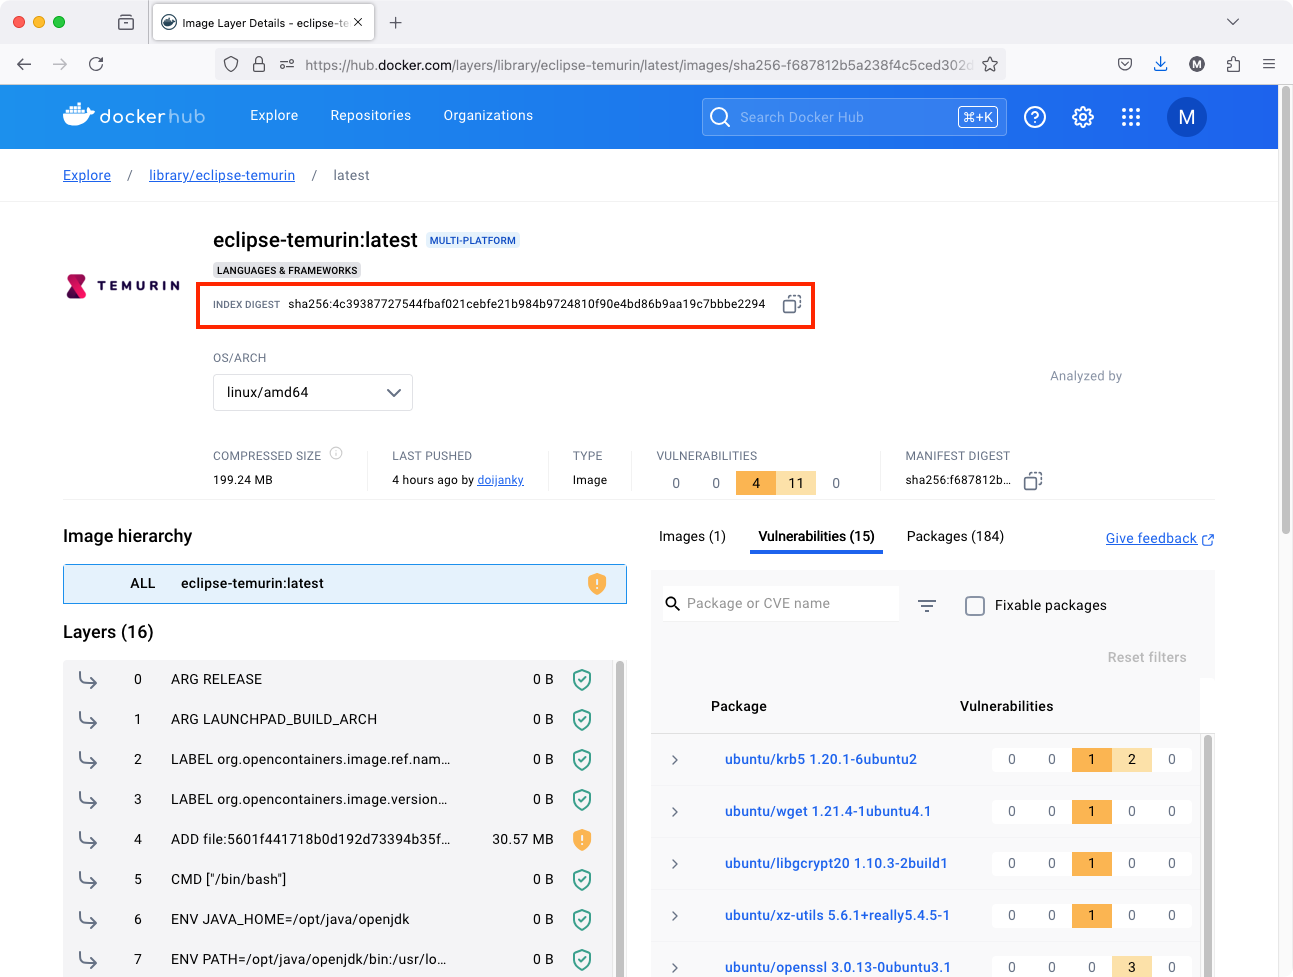 Image Layer Details - eclipse-te
https://hub.docker.com/layers/library/eclipse-temurin/latest/images/sha256-f687812b5a238f4c5ced302d
M
dockerhub
Explore
Repositories
Organizations
Search Docker Hub
⌘+K
M
Explore / library/eclipse-temurin / latest
eclipse-temurin:latest MULTI-PLATFORM
LANGUAGES & FRAMEWORKS
TEMURIN
INDEX DIGEST sha256:4c39387727544fbaf021cebfe21b984b9724810f90e4bd86b9aa19c7bbbe2294
OS/ARCH
linux/amd64
Analyzed by
COMPRESSED SIZE
199.24 MB
LAST PUSHED
4 hours ago by doijanky
TYPE
Image
VULNERABILITIES
0 0 4 11 0
MANIFEST DIGEST
sha256:f687812b...
Image hierarchy
ALL eclipse-temurin:latest
Layers (16)
0 ARG RELEASE 0 B
1 ARG LAUNCHPAD_BUILD_ARCH 0 B
2 LABEL org.opencontainers.image.ref.nam... 0 B
3 LABEL org.opencontainers.image.version... 0 B
4 ADD file:5601f441718b0d192d73394b35f... 30.57 MB
5 CMD ["/bin/bash"] 0 B
6 ENV JAVA_HOME=/opt/java/openjdk 0 B
7 ENV PATH=/opt/java/openjdk/bin:/usr/lo... 0 B
Images (1)
Vulnerabilities (15)
Packages (184)
Give feedback
Package or CVE name
Fixable packages
Reset filters
Package Vulnerabilities
ubuntu/krb5 1.20.1-6ubuntu2 0 0 1 2 0
ubuntu/wget 1.21.4-1ubuntu4.1 0 0 1 0 0
ubuntu/libgcrypt20 1.10.3-2build1 0 0 1 0 0
ubuntu/xz-utils 5.6.1+really5.4.5-1 0 0 1 0 0
ubuntu/openssl 3.0.13-0ubuntu3.1 0 0 0 3 0